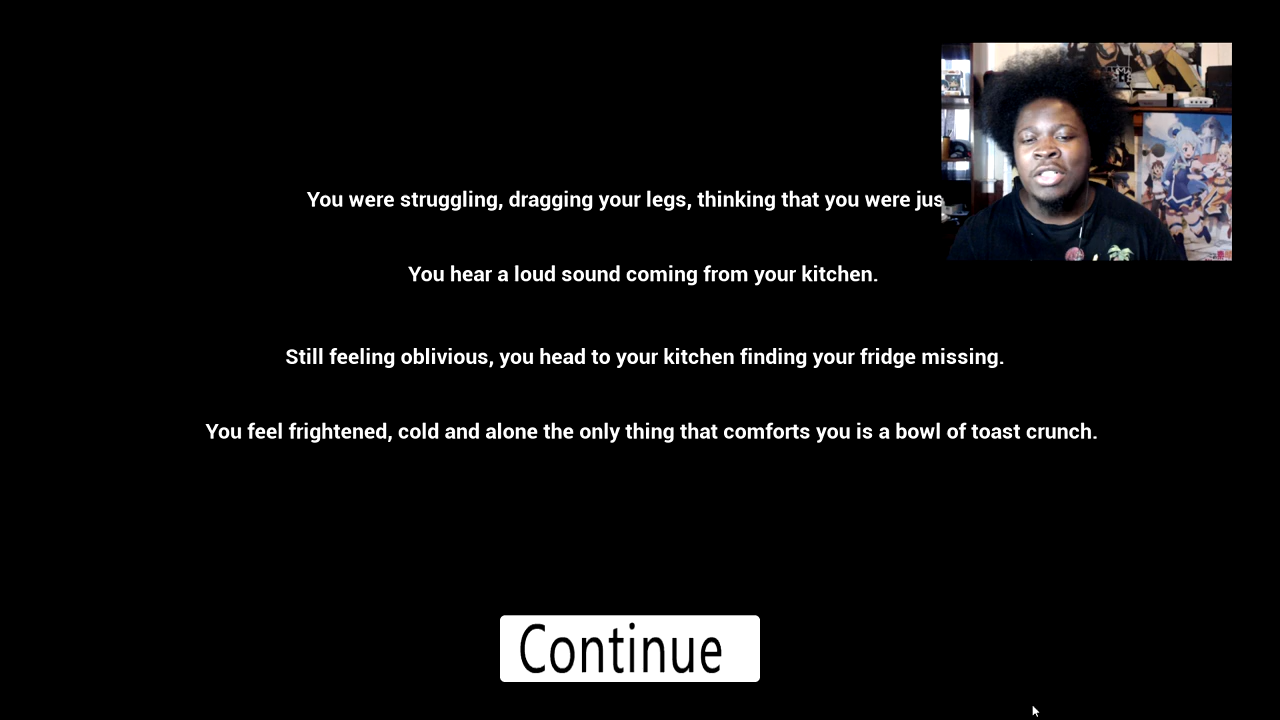 You were struggling, dragging your legs, thinking that you were
You hear a loud sound coming from your kitchen.
Still feeling oblivious, you head to your kitchen finding your fridge missing.
You feel frightened, cold and alone the only thing that comforts you is a bowl of toast crunch.
Continue